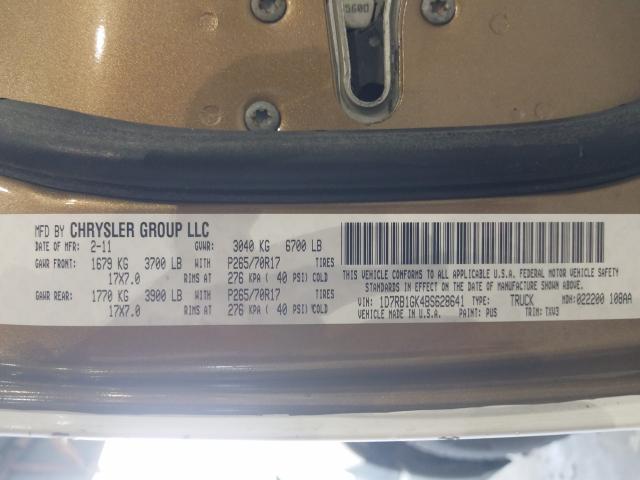 5600
MFD BY CHRYSLER GROUP LLC
DATE OF MFR: 2-11 GVWR: 3040 KG 6700 LB
GAWR FRONT: 1679 KG 3700 LB WITH P265/70R17 TIRES
17X7.0 RIMS AT 276 KPA ( 40 PSI) COLD
GAWR REAR: 1770 KG 3900 LB WITH P265/70R17 TIRES
17X7.0 RIMS AT 276 KPA ( 40 PSI) COLD
THIS VEHICLE CONFORMS TO ALL APPLICABLE U.S.A. FEDERAL MOTOR VEHICLE SAFETY
STANDARDS IN EFFECT ON THE DATE OF MANUFACTURE SHOWN ABOVE.
VIN: 1D7RB1GK4BS628641 TYPE: TRUCK MDH: 022200 108AA
VEHICLE MADE IN U.S.A. PAINT: PUS TRIM: TXV3